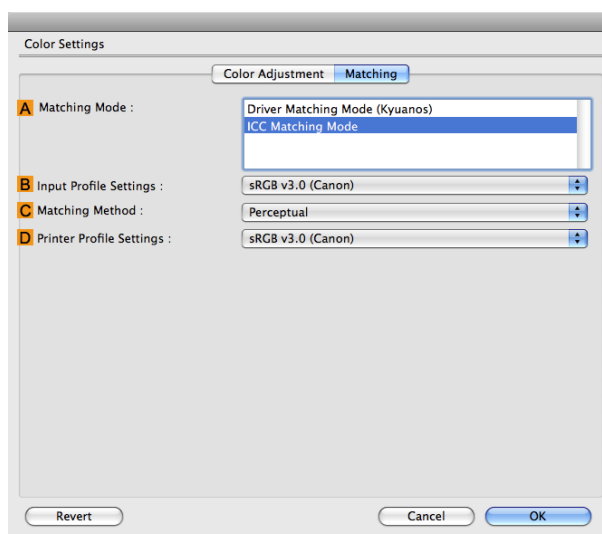 Color Settings
Color Adjustment Matching
A Matching Mode :
Driver Matching Mode (Kyuanos)
ICC Matching Mode
B Input Profile Settings : sRGB v3.0 (Canon)
C Matching Method : Perceptual
D Printer Profile Settings : sRGB v3.0 (Canon)
Revert Cancel OK